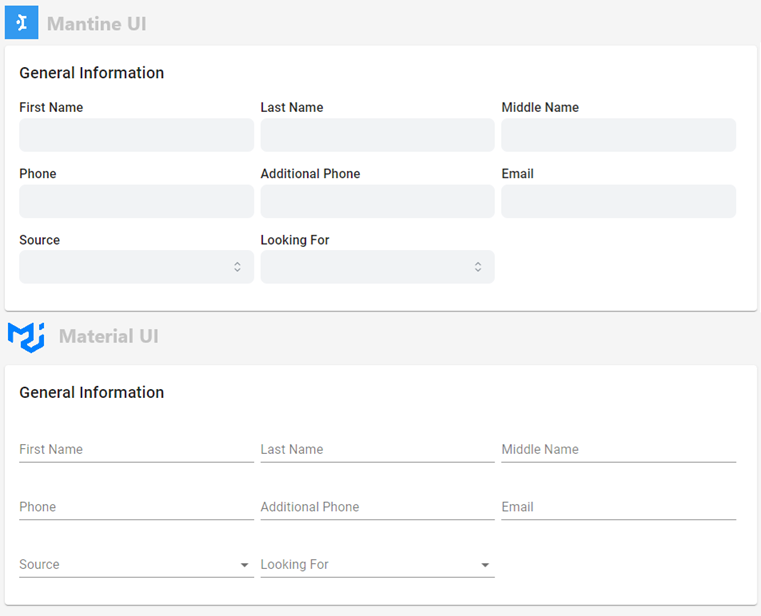 Mantine UI
General Information
First Name Last Name Middle Name
Phone Additional Phone Email
Source Looking For
Material UI
General Information
First Name Last Name Middle Name
Phone Additional Phone Email
Source Looking For